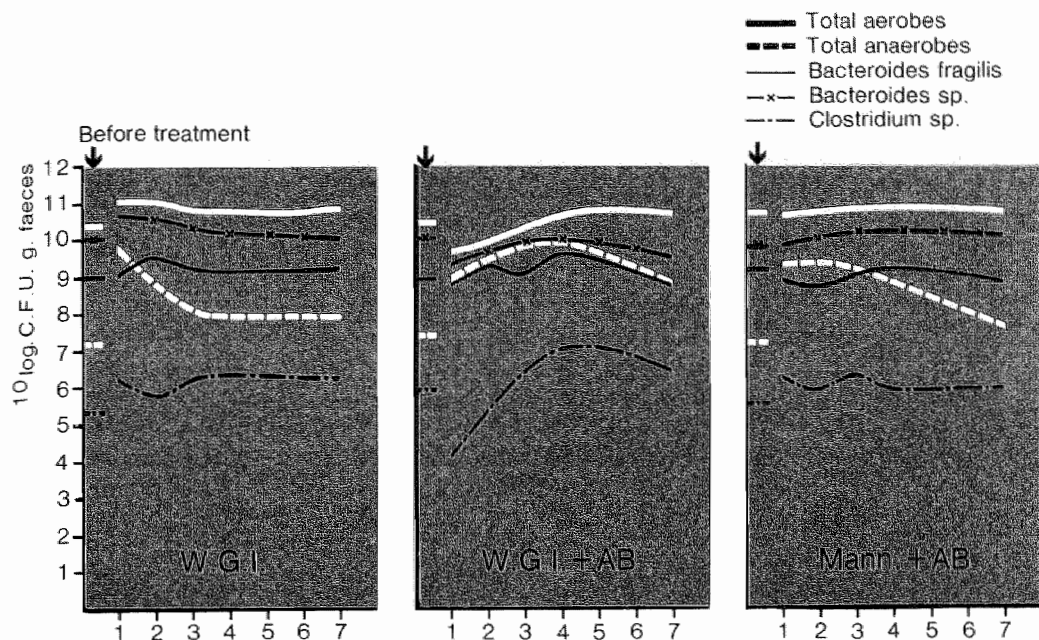 Total aerobes
Total anaerobes
Bacteroides fragilis
Bacteroides sp.
Clostridium sp.
Before treatment
10log. C.F.U g. faeces
12
11
10
9
8
7
6
5
4
3
2
1
W.G.I.
W.G.I. + AB
Mann. + AB
1 2 3 4 5 6 7
1 2 3 4 5 6 7
1 2 3 4 5 6 7